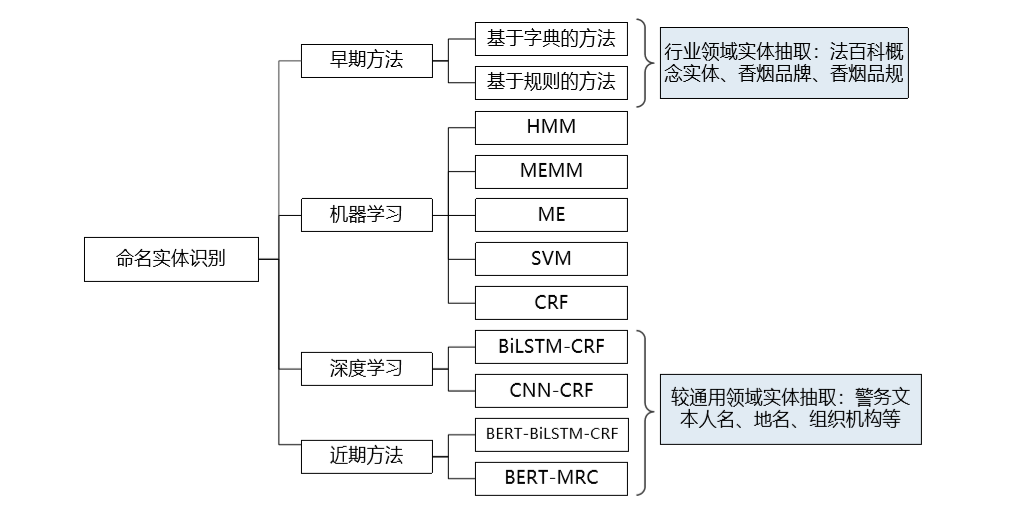 命名实体识别
早期方法
基于字典的方法
基于规则的方法
行业领域实体抽取：法百科概
念实体、香烟品牌、香烟品规
机器学习
HMM
MEMM
ME
SVM
CRF
深度学习
BiLSTM-CRF
CNN-CRF
近期方法
BERT-BiLSTM-CRF
BERT-MRC
较通用领域实体抽取：警务文
本人名、地名、组织机构等